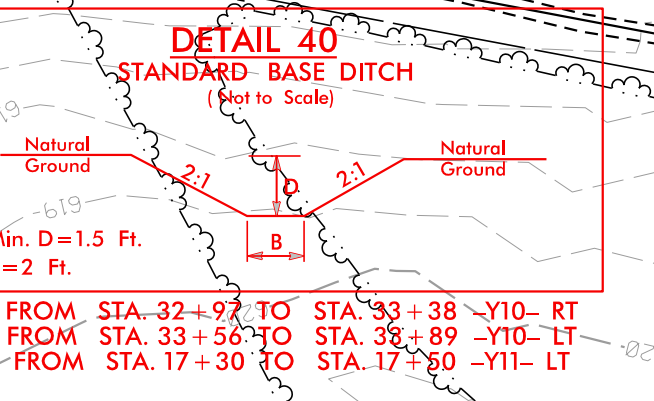 DETAIL 40
STANDARD BASE DITCH
(Not to Scale)
Natural
Ground
Natural
Ground
2:1
D
2:1
B
619
-619-
Min. D=1.5 Ft.
=2 Ft.
FROM STA. 32+97 TO STA. 33+38 -Y10- RT
FROM STA. 33+56 TO STA. 33+89 -Y10- LT
FROM STA. 17+30 TO STA. 17+50 -Y11- LT